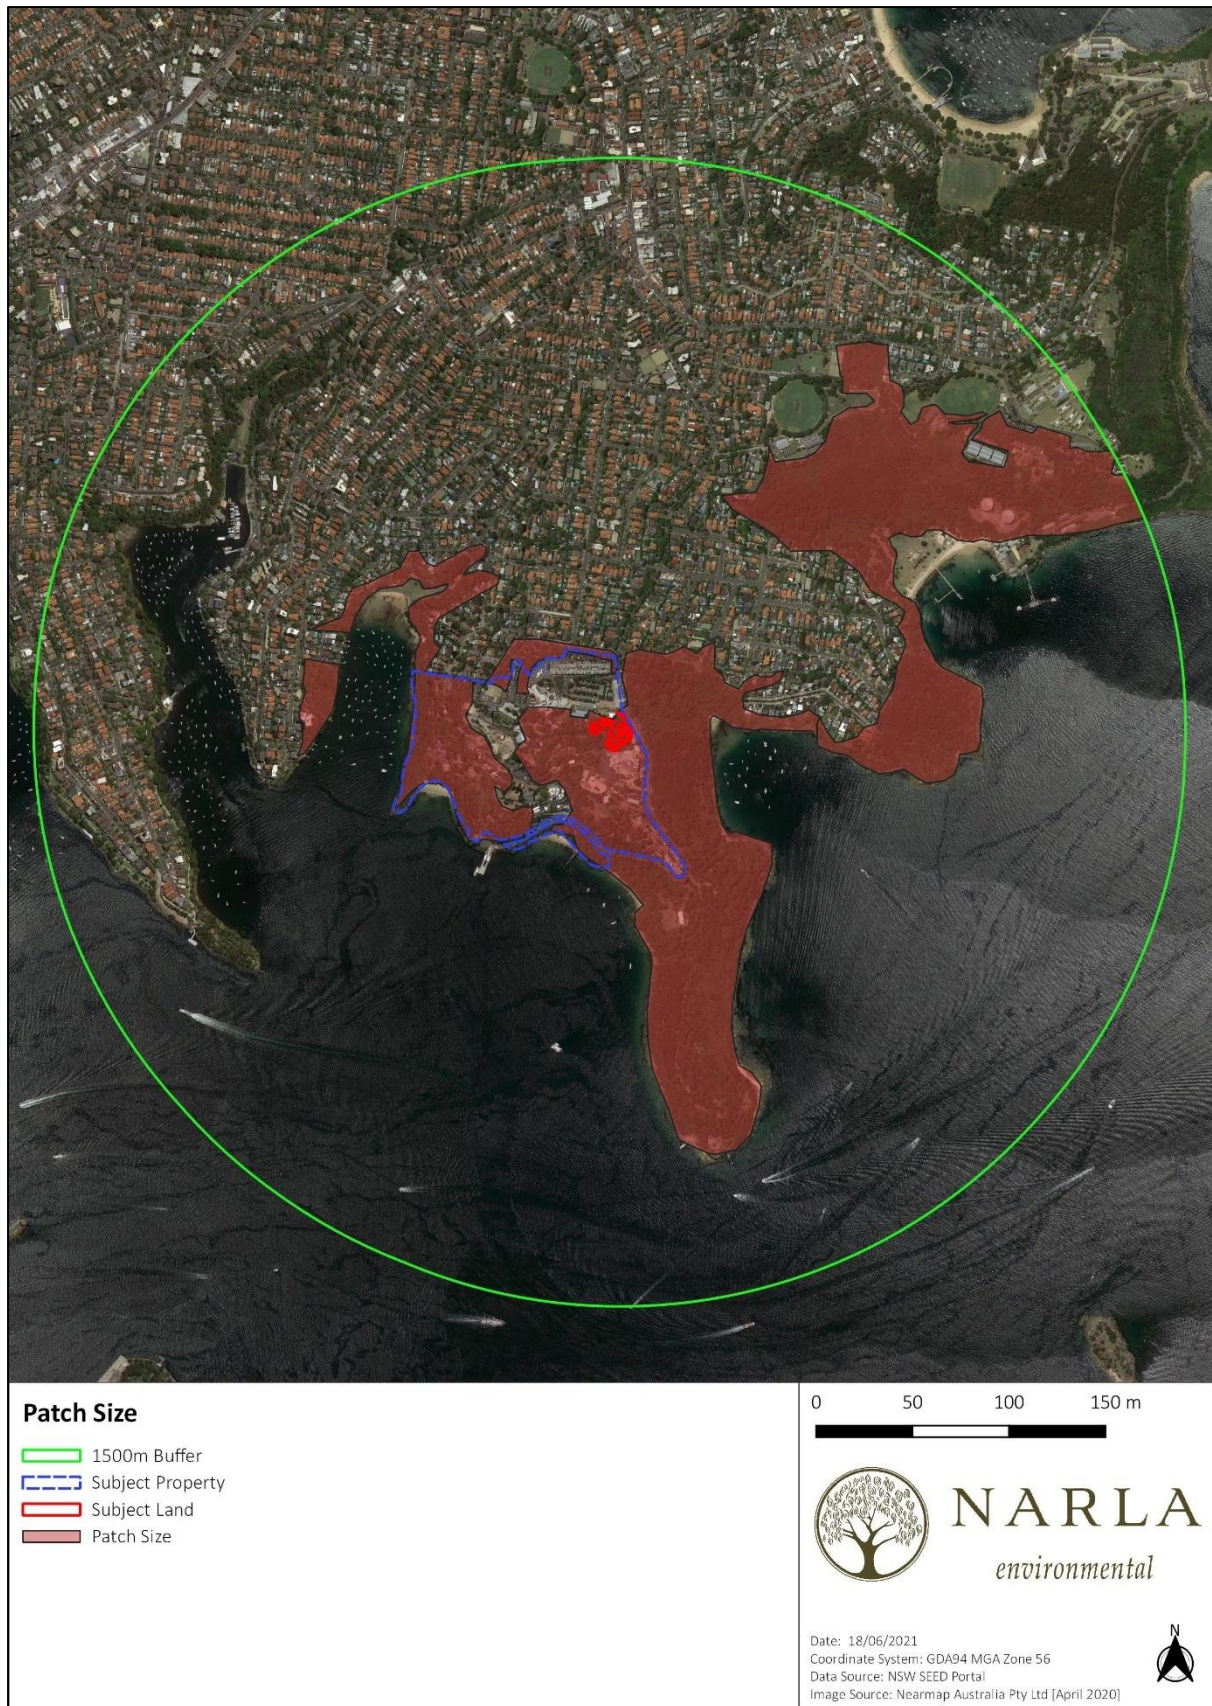 Patch Size
1500m Buffer
Subject Property
Subject Land
Patch Size
0 50 100 150 m
NARLA
environmental
Date: 18/06/2021
Coordinate System: GDA94 MGA Zone 56
Data Source: NSW SEED Portal
Image Source: Nearmap Australia Pty Ltd [April 2020]
N